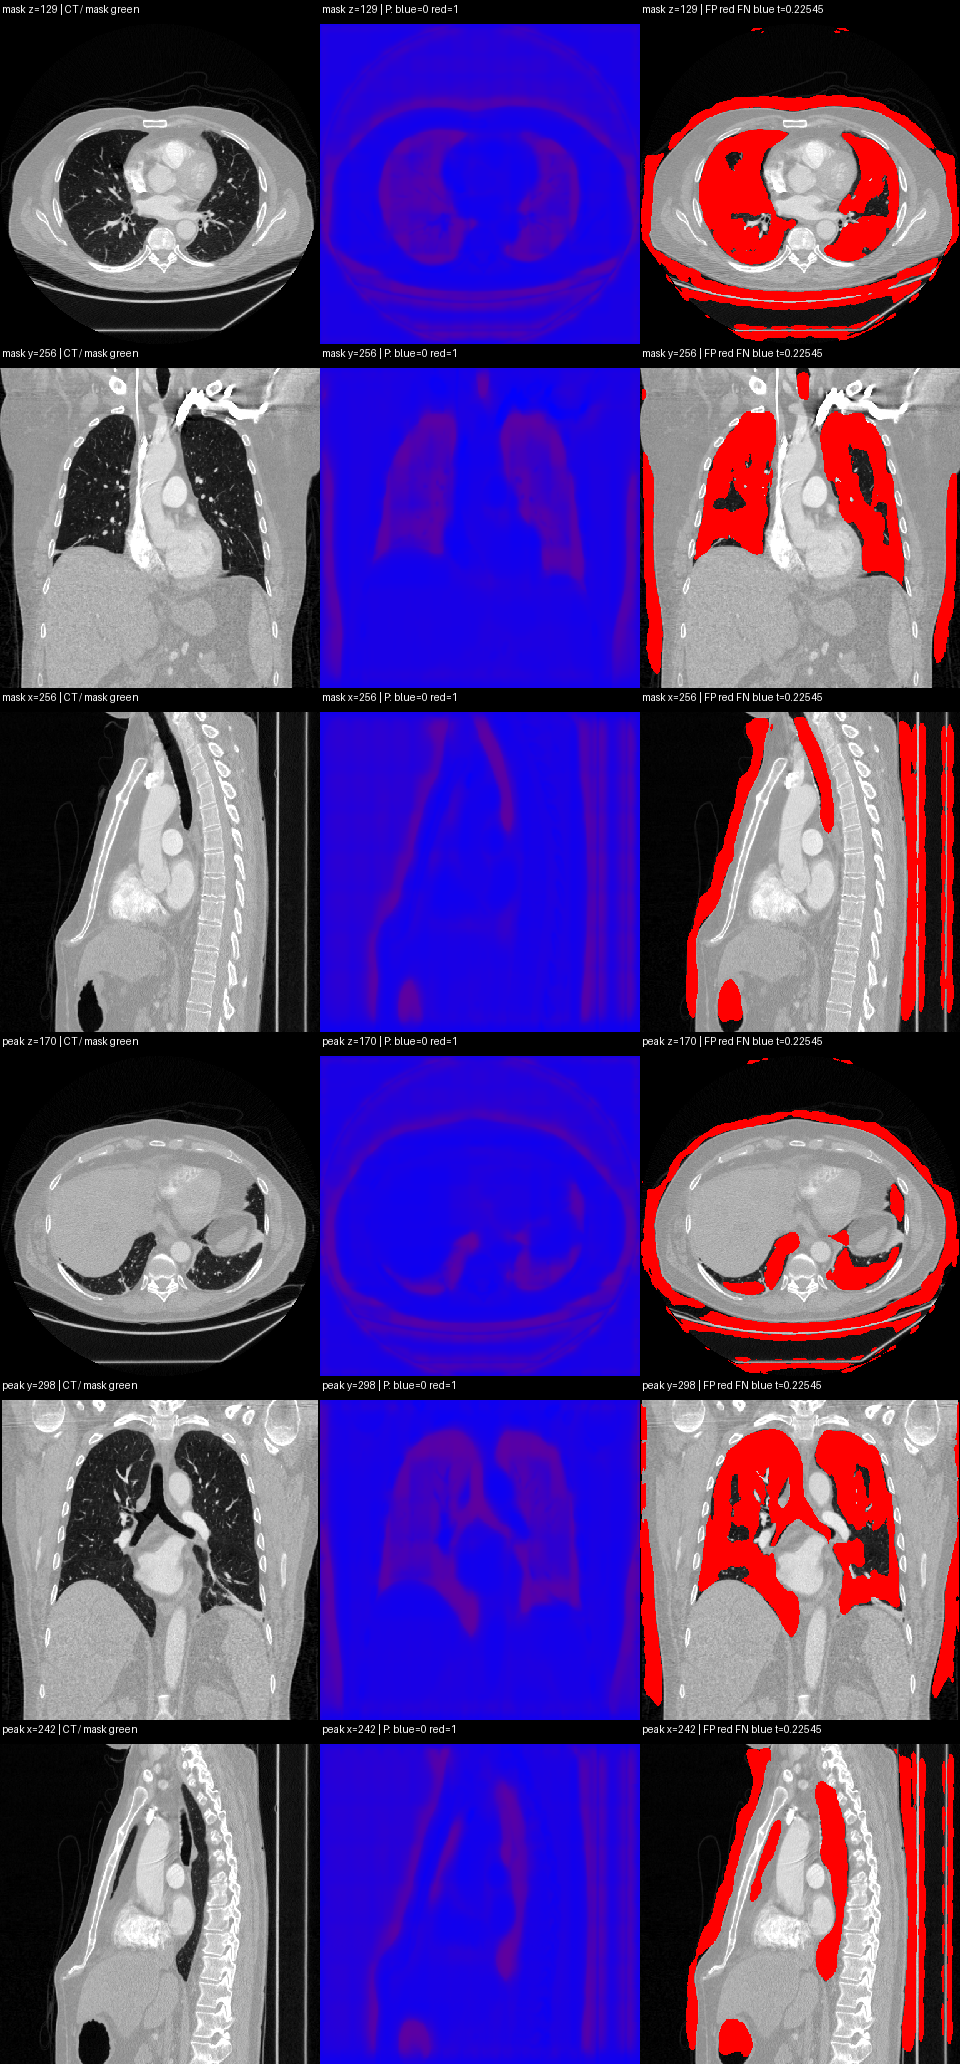 mask z=129 | CT / mask green
mask z=129 | P: blue=0 red=1
mask z=129 | FP red FN blue t=0.22545
mask y=256 | CT / mask green
mask y=256 | P: blue=0 red=1
mask y=256 | FP red FN blue t=0.22545
mask x=256 | CT / mask green
mask x=256 | P: blue=0 red=1
mask x=256 | FP red FN blue t=0.22545
peak z=170 | CT / mask green
peak z=170 | P: blue=0 red=1
peak z=170 | FP red FN blue t=0.22545
peak y=298 | CT / mask green
peak y=298 | P: blue=0 red=1
peak y=298 | FP red FN blue t=0.22545
peak x=242 | CT / mask green
peak x=242 | P: blue=0 red=1
peak x=242 | FP red FN blue t=0.22545